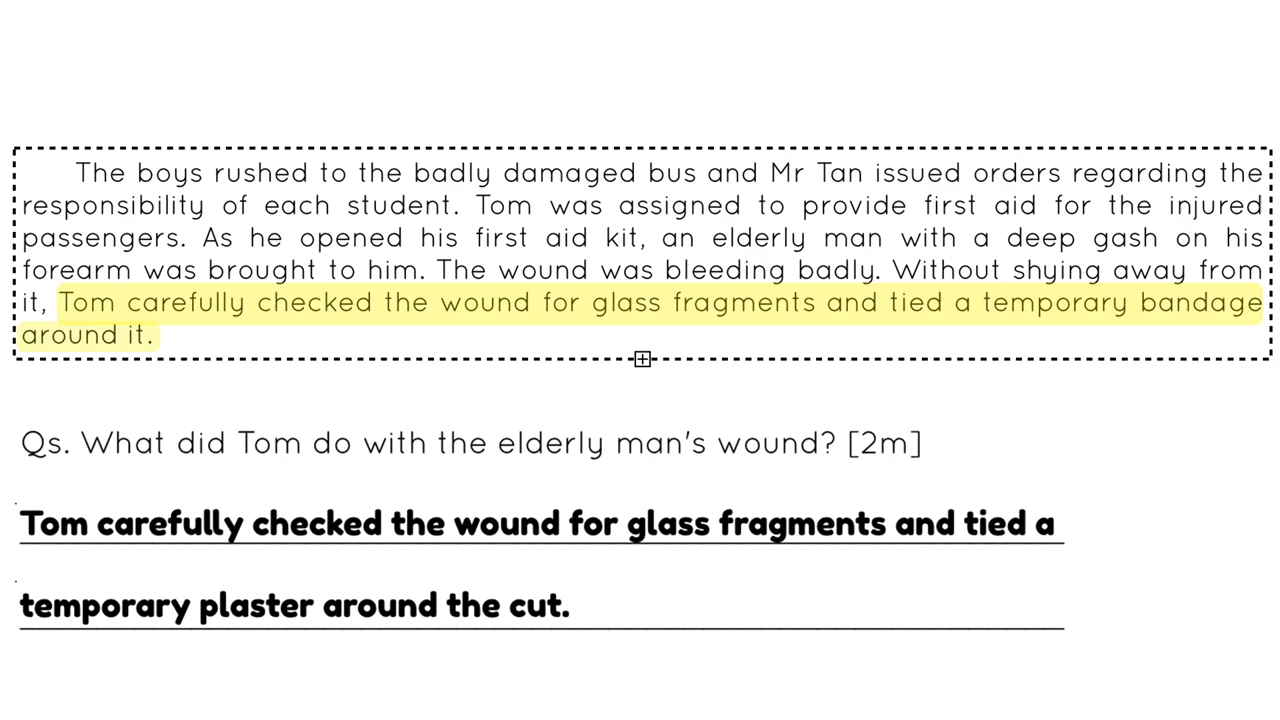 The boys rushed to the badly damaged bus and Mr Tan issued orders regarding the
responsibility of each student. Tom was assigned to provide first aid for the injured
passengers. As he opened his first aid kit, an elderly man with a deep gash on his
forearm was brought to him. The wound was bleeding badly. Without shying away from
it, Tom carefully checked the wound for glass fragments and tied a temporary bandage
around it.
Qs. What did Tom do with the elderly man's wound? [2m]
Tom carefully checked the wound for glass fragments and tied a
temporary plaster around the cut.